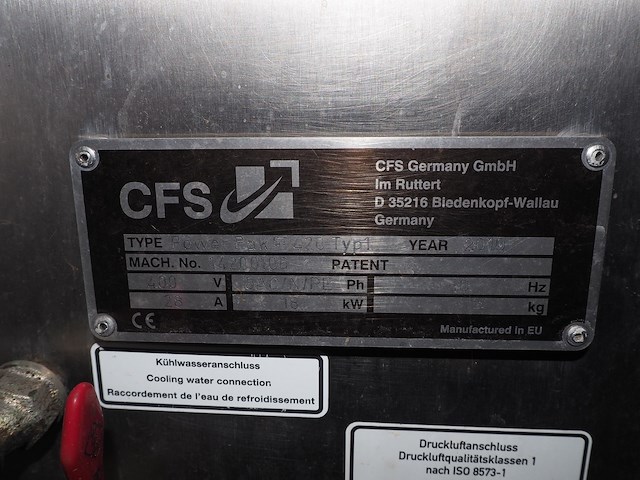 CFS
CFS Germany GmbH
Im Ruttert
D 35216 Biedenkopf-Wallau
Germany
TYPE Typ1 YEAR
MACH. No. PATENT
400 V Ph Hz
A kW kg
CE Manufactured in EU
Kühlwasseranschluss
Cooling water connection
Raccordement de l'eau de refroidissement
Druckluftanschluss
Druckluftqualitätsklassen 1
nach ISO 8573-1